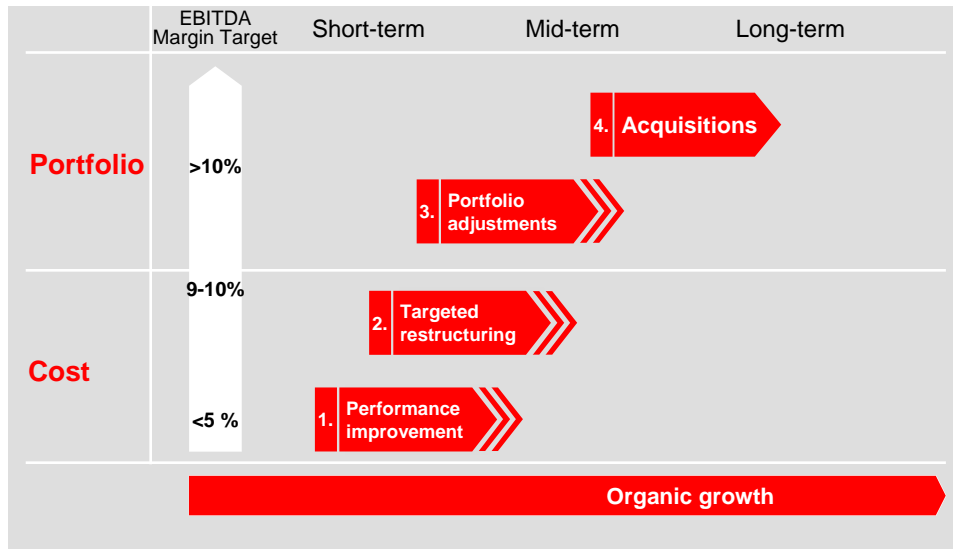 EBITDA
Margin Target
Short-term
Mid-term
Long-term
Portfolio
>10%
4. Acquisitions
3. Portfolio
adjustments
9-10%
2. Targeted
restructuring
Cost
<5 %
1. Performance
improvement
Organic growth